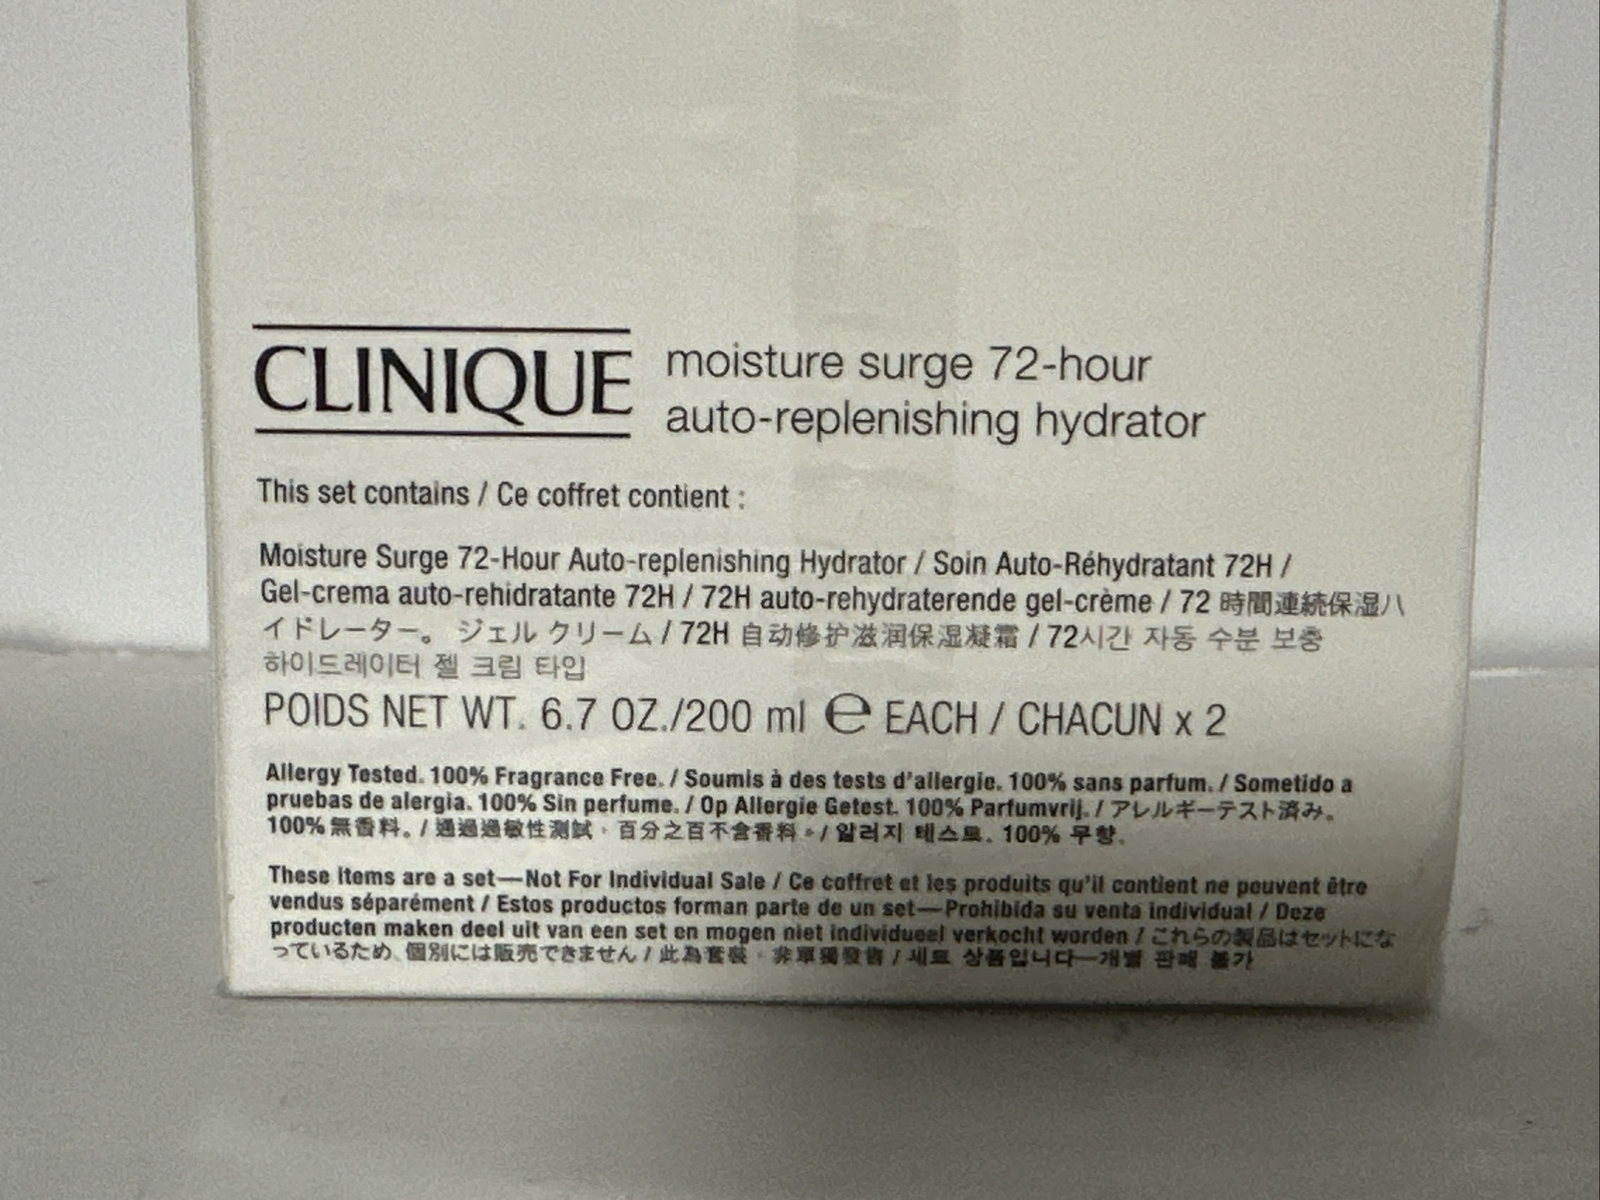 CLINIQUE
moisture surge 72-hour
auto-replenishing hydrator
This set contains / Ce coffret contient :
Moisture Surge 72-Hour Auto-replenishing Hydrator / Soin Auto-Réhydratant 72H /
Gel-crema auto-rehidratante 72H / 72H auto-rehydraterende gel-crème / 72 時間連続保湿ハ
イドレーター。 ジェル クリーム / 72H 自动修护滋润保湿凝霜 / 72시간 자동 수분 보충
하이드레이터 젤 크림 타입
POIDS NET WT. 6.7 OZ./200 ml ℮ EACH / CHACUN x 2
Allergy Tested. 100% Fragrance Free. / Soumis à des tests d'allergie. 100% sans parfum. / Sometido a
pruebas de alergia. 100% Sin perfume. / Op Allergie Getest. 100% Parfumvrij. / アレルギーテスト済み。
100% 無香料。 / 通過過敏性測試，百分之百不含香料。/ 알러지 테스트. 100% 무향.
These items are a set—Not For Individual Sale / Ce coffret et les produits qu'il contient ne peuvent être
vendus séparément / Estos productos forman parte de un set—Prohibida su venta individual / Deze
producten maken deel uit van een set en mogen niet individueel verkocht worden / これらの製品はセットにな
っているため、個別には販売できません / 此為套裝，非單獨發售 / 세트 상품입니다—개별 판매 불가